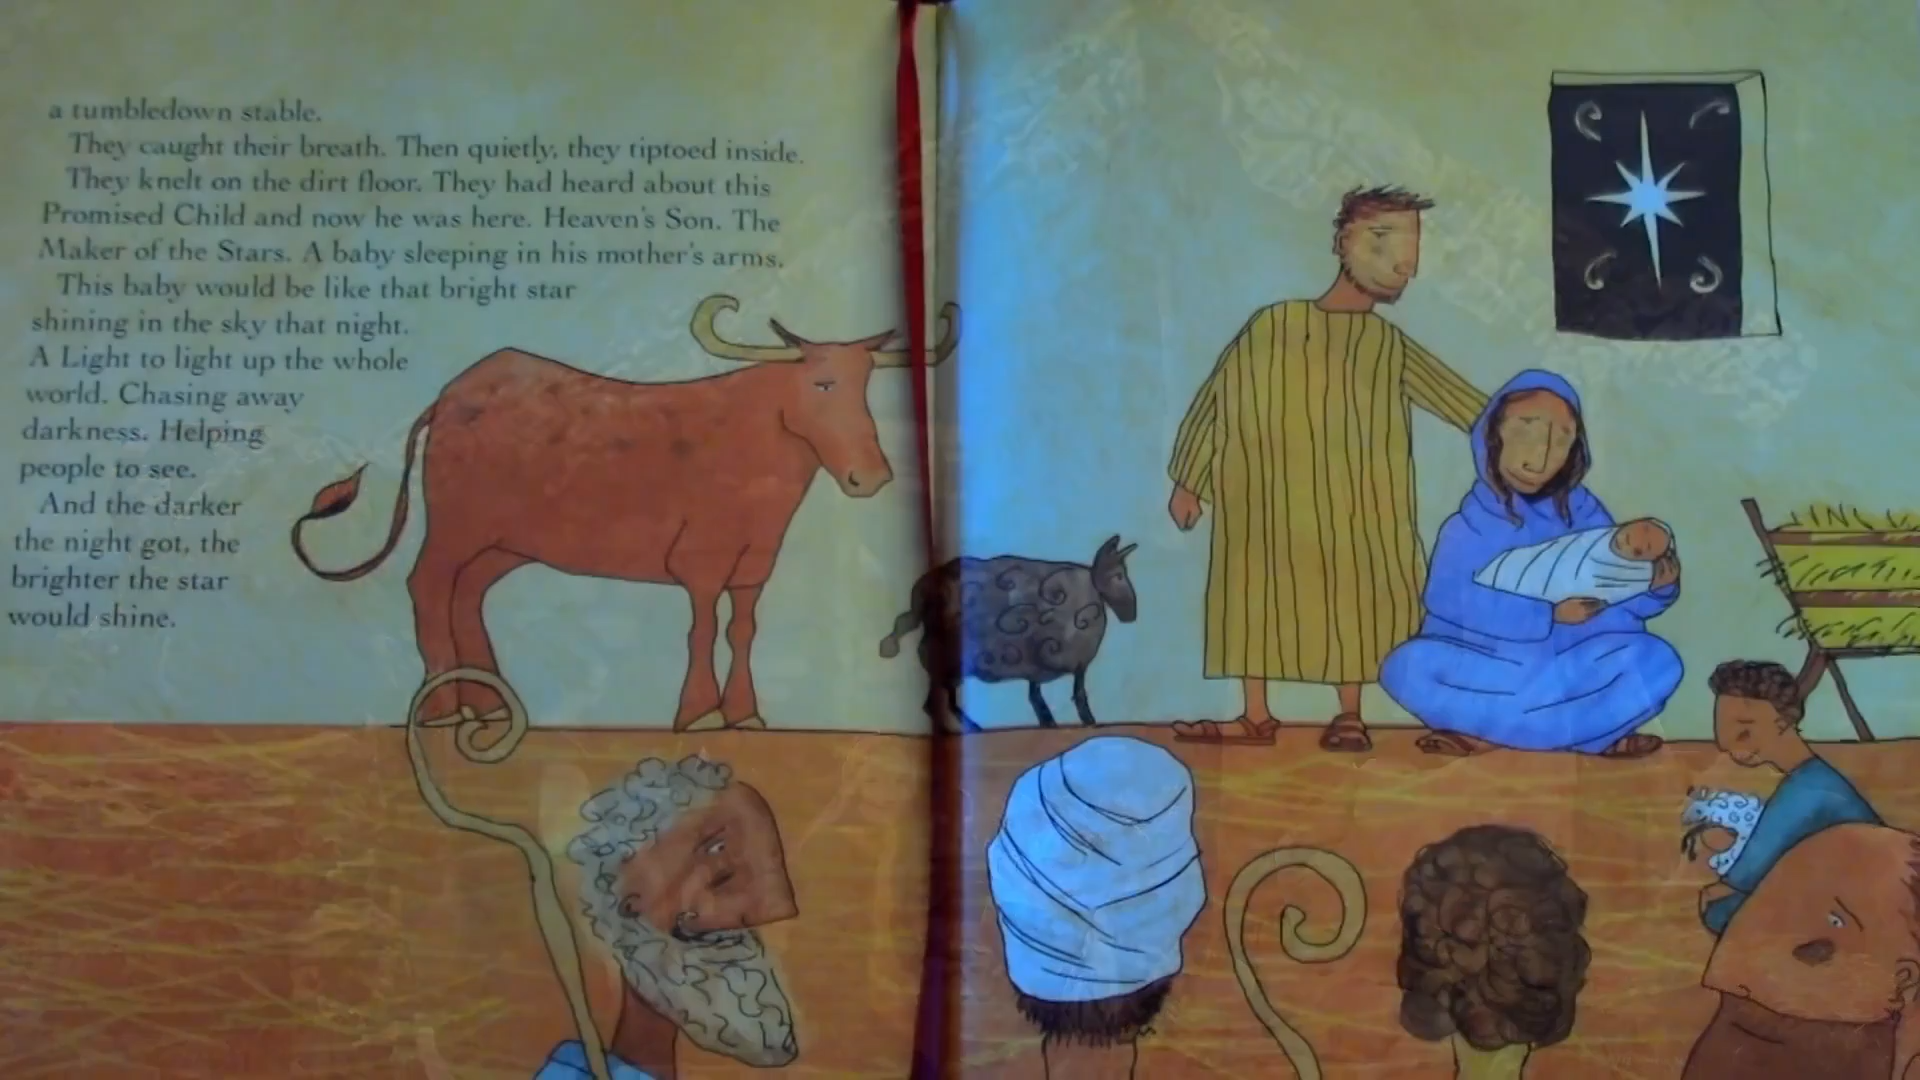 a tumbledown stable.
They caught their breath. Then quietly, they tiptoed inside.
They knelt on the dirt floor. They had heard about this
Promised Child and now he was here. Heaven's Son. The
Maker of the Stars. A baby sleeping in his mother's arms.
This baby would be like that bright star
shining in the sky that night.
A Light to light up the whole
world. Chasing away
darkness. Helping
people to see.
And the darker
the night got, the
brighter the star
would shine.